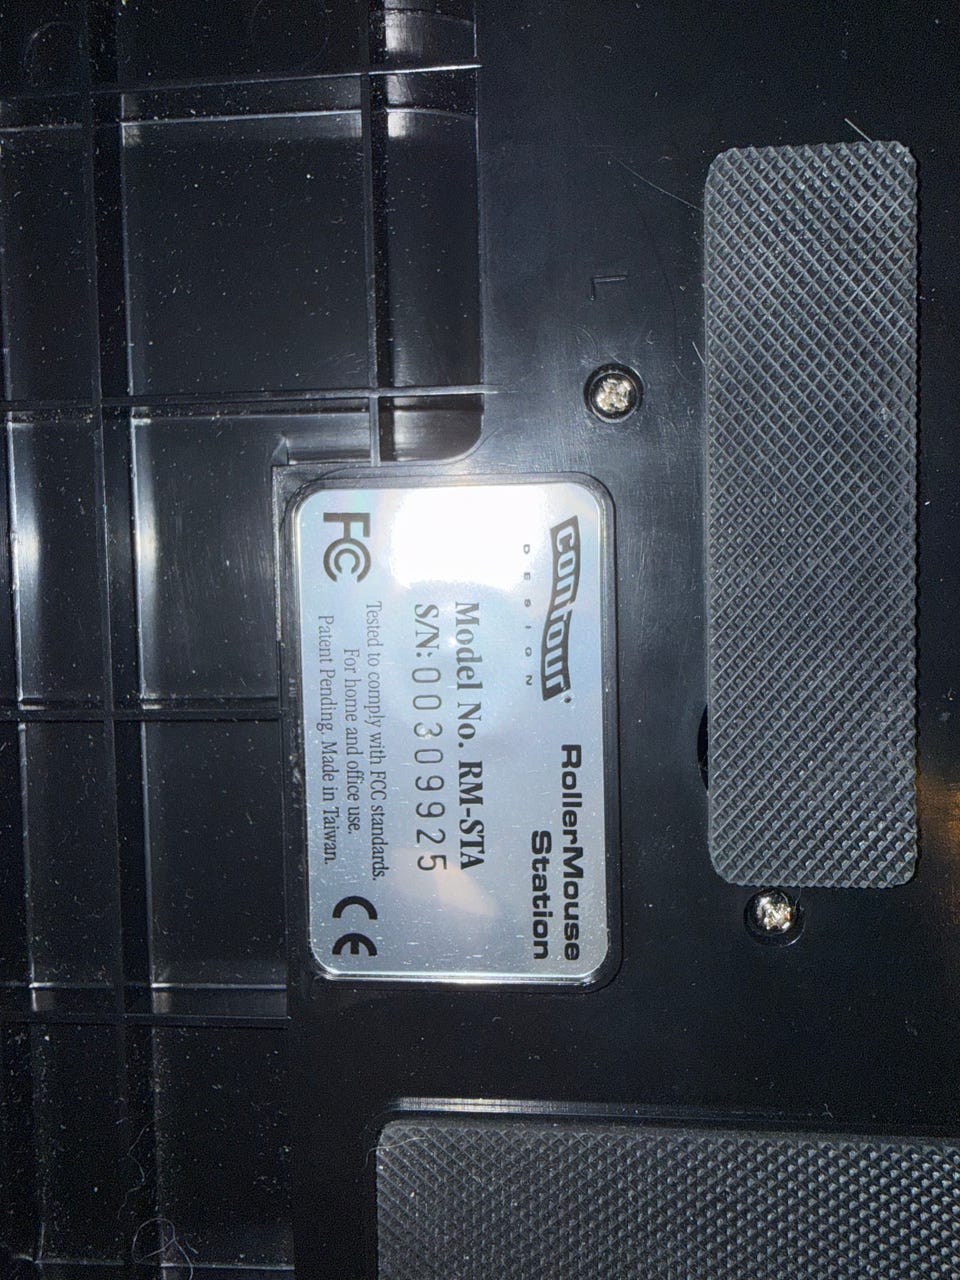 L
contour®
DESIGN
RollerMouse
Station
Model No. RM-STA
S/N: 00309925
FC
Tested to comply with FCC standards.
For home and office use.
Patent Pending. Made in Taiwan.
CE